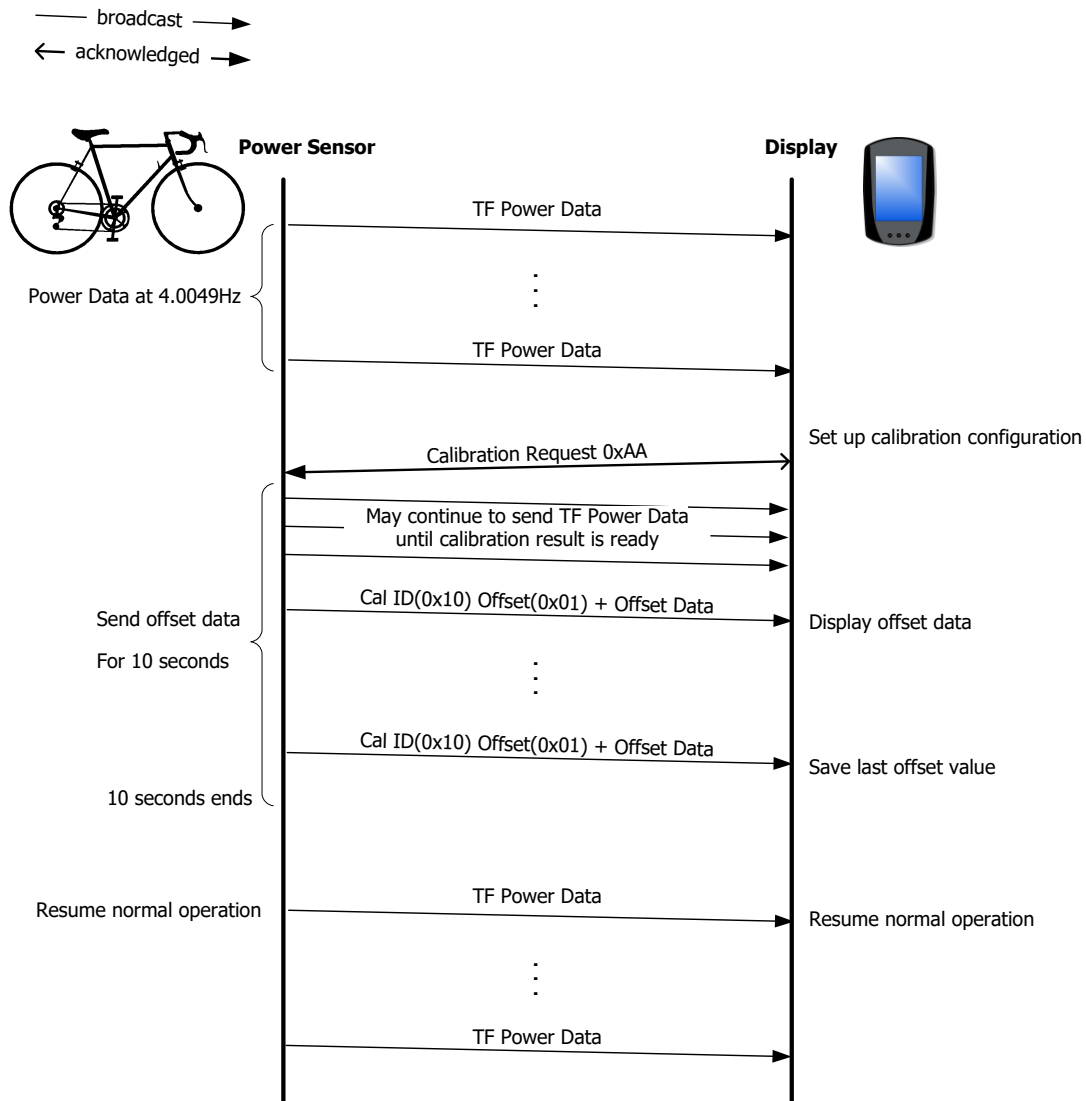 broadcast
acknowledged
Power Sensor
Display
TF Power Data
Power Data at 4.0049Hz
TF Power Data
Set up calibration configuration
Calibration Request 0xAA
May continue to send TF Power Data
until calibration result is ready
Cal ID(0x10) Offset(0x01) + Offset Data
Send offset data
Display offset data
For 10 seconds
Cal ID(0x10) Offset(0x01) + Offset Data
Save last offset value
10 seconds ends
TF Power Data
Resume normal operation
Resume normal operation
TF Power Data